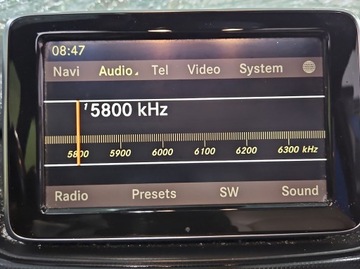 08:47
Navi Audio Tel Video System
5800 kHz
5800 5900 6000 6100 6200 6300 kHz
Radio Presets SW Sound